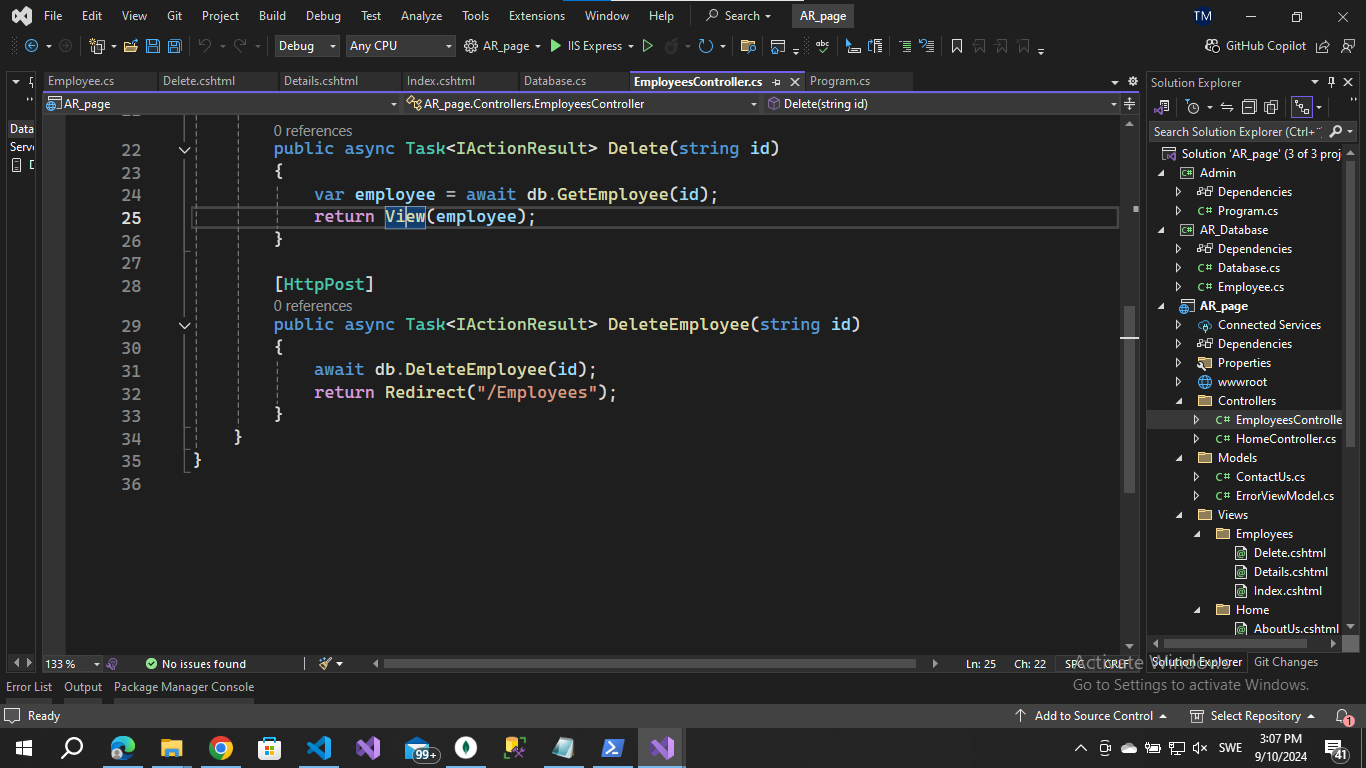 File Edit View Git Project Build Debug Test Analyze Tools Extensions Window Help Search AR_page TM
Debug Any CPU AR_page IIS Express GitHub Copilot
Employee.cs Delete.cshtml Details.cshtml Index.cshtml Database.cs EmployeesController.cs Program.cs
AR_page AR_page.Controllers.EmployeesController Delete(string id)
0 references
22 public async Task<IActionResult> Delete(string id)
23 {
24 var employee = await db.GetEmployee(id);
25 return View(employee);
26 }
27
28 [HttpPost]
0 references
29 public async Task<IActionResult> DeleteEmployee(string id)
30 {
31 await db.DeleteEmployee(id);
32 return Redirect("/Employees");
33 }
34 }
35 }
36
Data
Serv
Solution Explorer
Search Solution Explorer (Ctrl+
Solution 'AR_page' (3 of 3 proj
Admin
Dependencies
C# Program.cs
AR_Database
Dependencies
C# Database.cs
C# Employee.cs
AR_page
Connected Services
Dependencies
Properties
wwwroot
Controllers
C# EmployeesControlle
C# HomeController.cs
Models
C# ContactUs.cs
C# ErrorViewModel.cs
Views
Employees
Delete.cshtml
Details.cshtml
Index.cshtml
Home
AboutUs.cshtml
133 % No issues found Ln: 25 Ch: 22 SPC CRLF
Solution Explorer Git Changes
Activate Windows
Go to Settings to activate Windows.
Error List Output Package Manager Console
Ready Add to Source Control Select Repository 1
99+ SWE 3:07 PM
9/10/2024 41